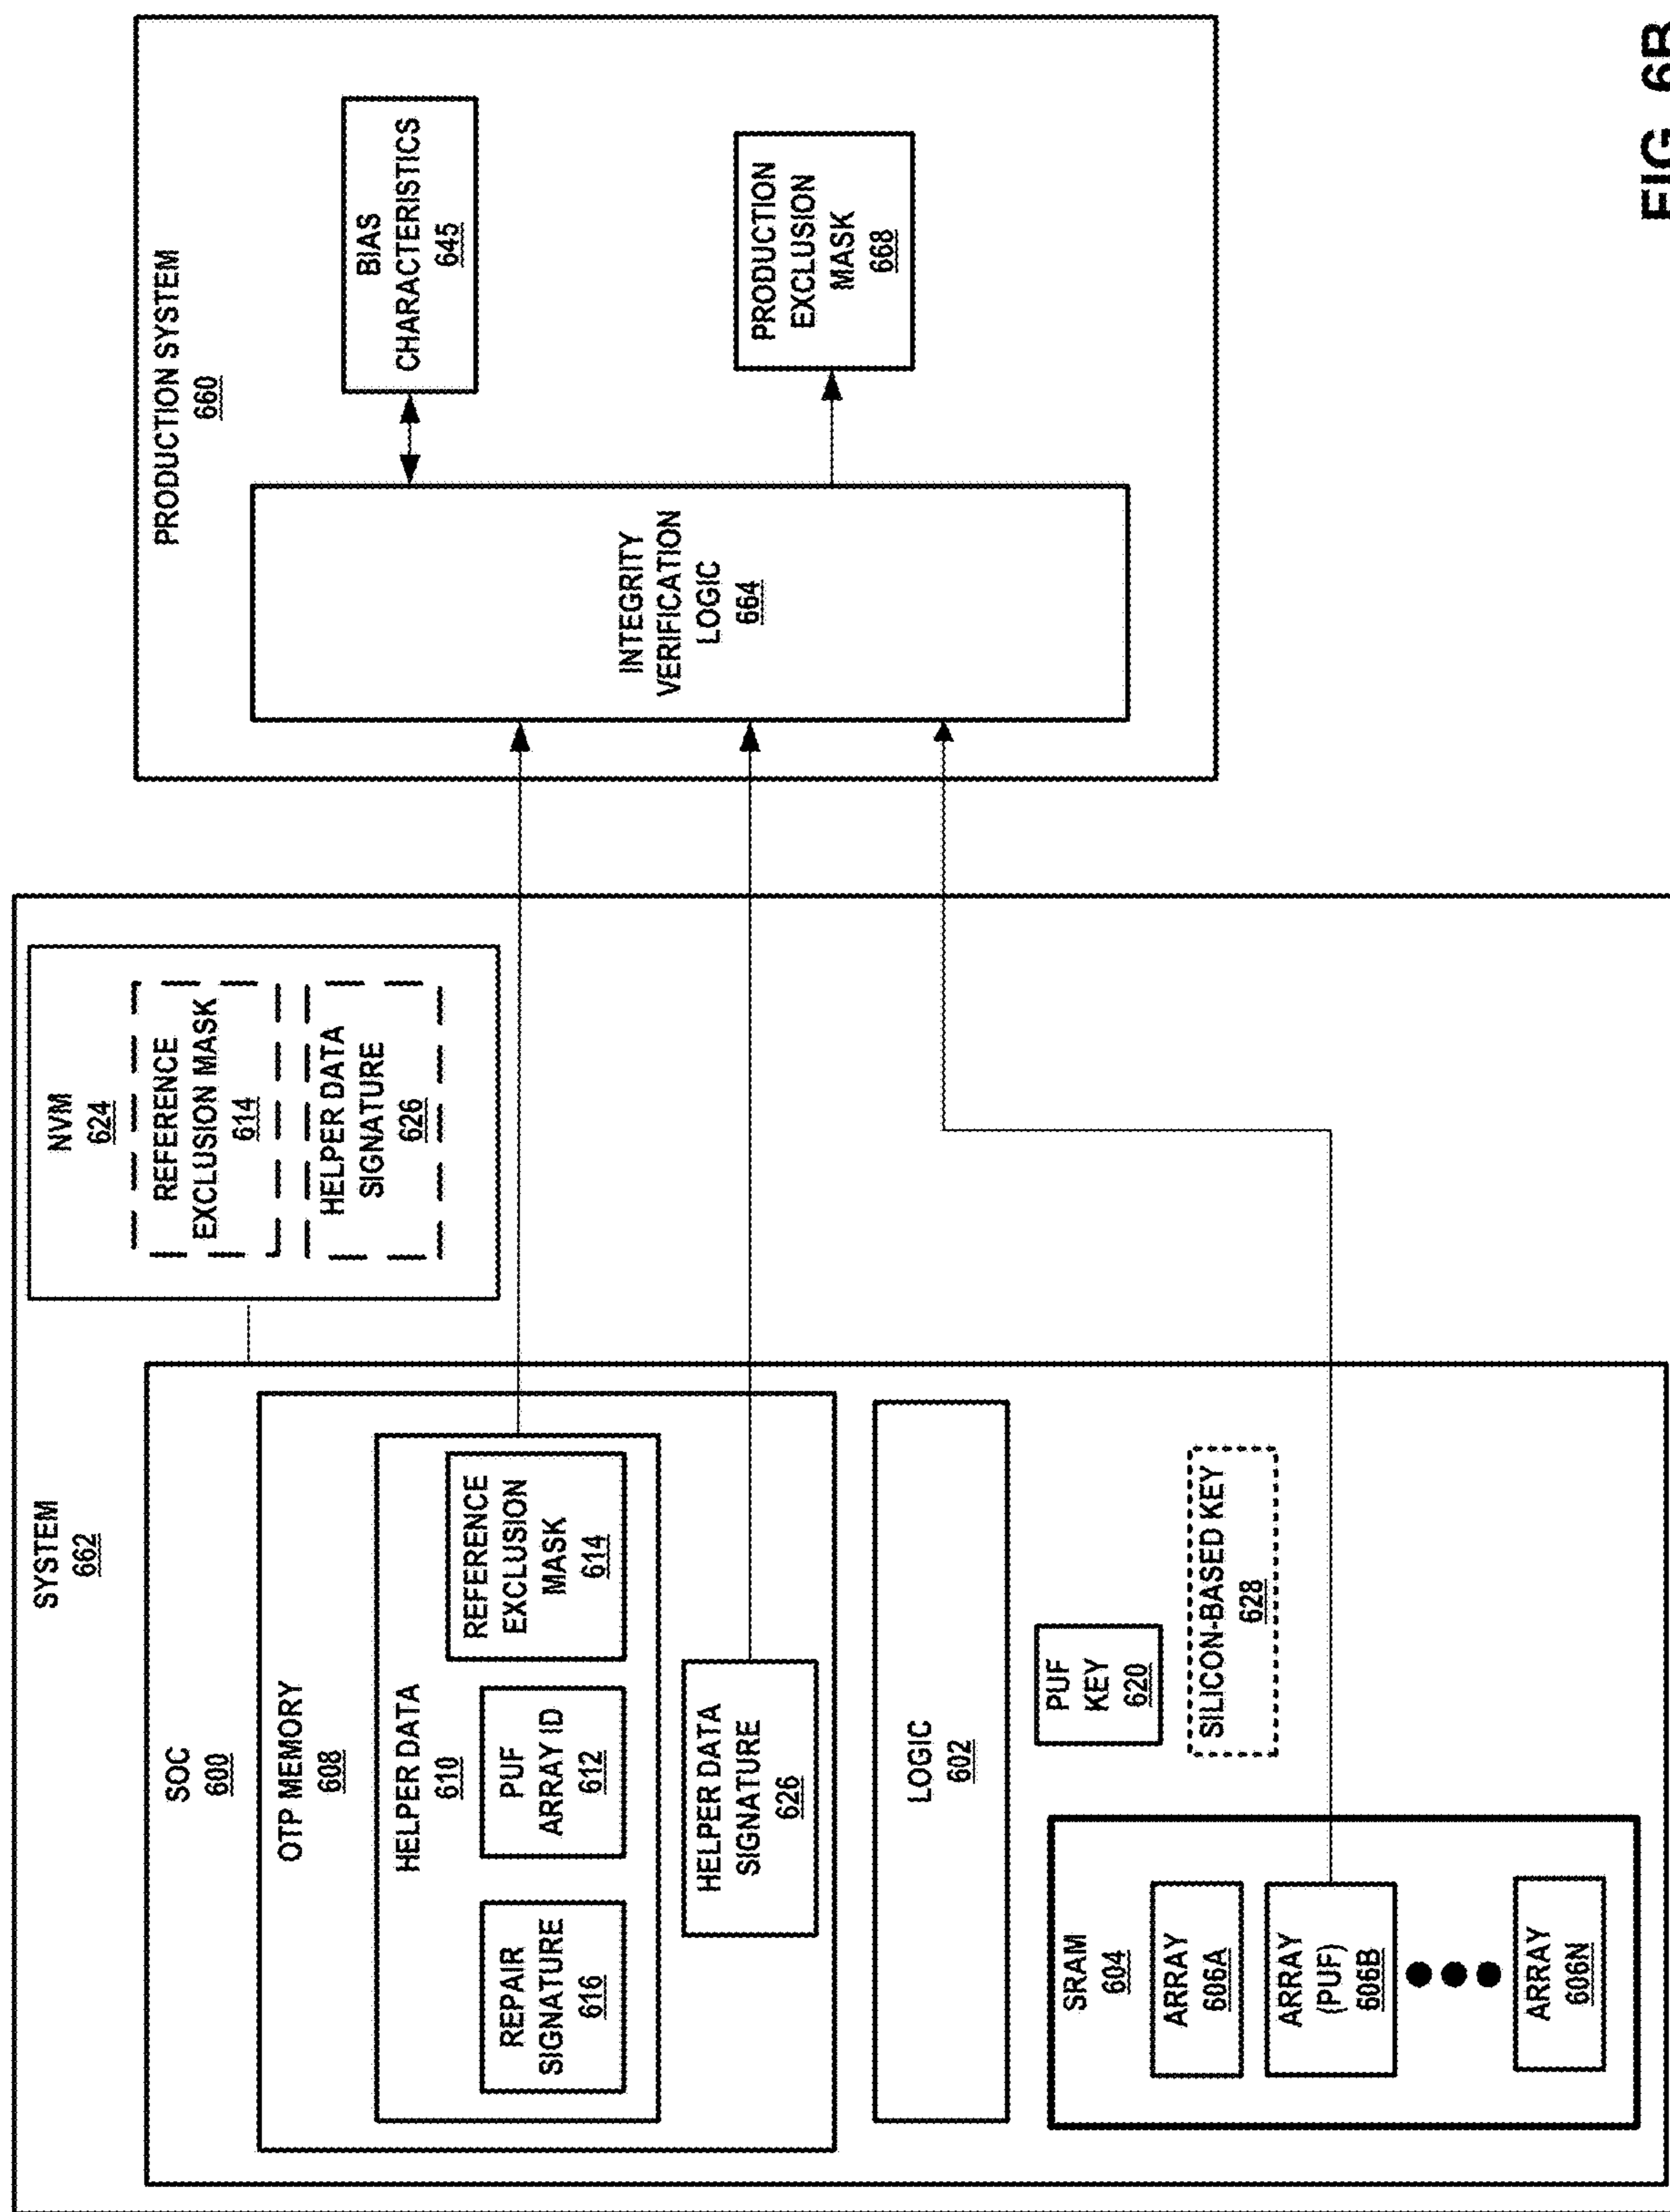 SYSTEM
662
SOC
600
OTP MEMORY
608
HELPER DATA
610
REPAIR
SIGNATURE
616
PUF
ARRAY ID
612
REFERENCE
EXCLUSION
MASK
614
HELPER DATA
SIGNATURE
626
LOGIC
602
SRAM
604
ARRAY
606A
ARRAY
(PUF)
606B
ARRAY
606N
PUF
KEY
620
SILICON-BASED KEY
628
NVM
624
REFERENCE
EXCLUSION MASK
614
HELPER DATA
SIGNATURE
626
PRODUCTION SYSTEM
660
INTEGRITY
VERIFICATION
LOGIC
664
BIAS
CHARACTERISTICS
645
PRODUCTION
EXCLUSION
MASK
668
FIG. 6B